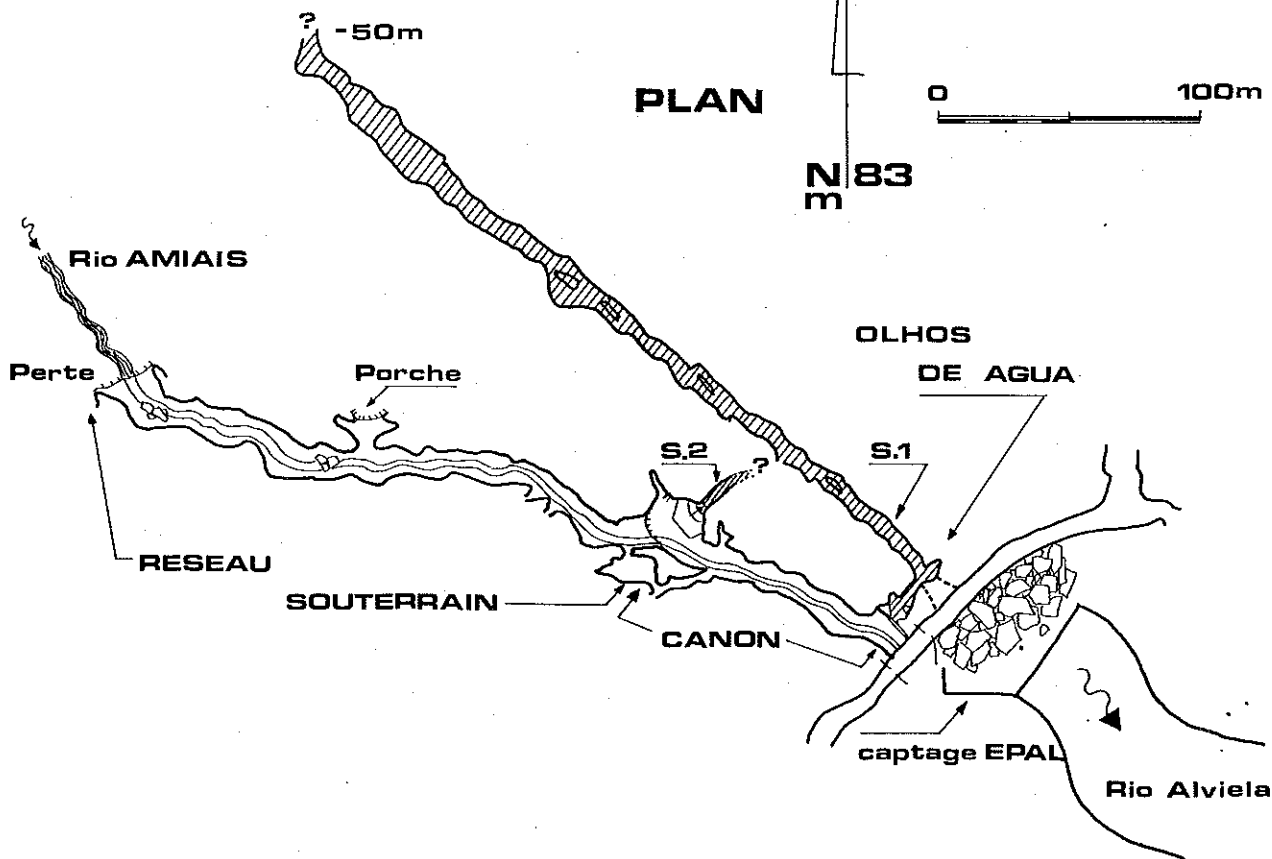 ? -50m
PLAN
0 100m
N 83
m
Rio AMIAIS
OLHOS
DE AGUA
Perte
Porche
S.2
?
S.1
RESEAU
SOUTERRAIN
CANON
captage EPAL
Rio Alviela